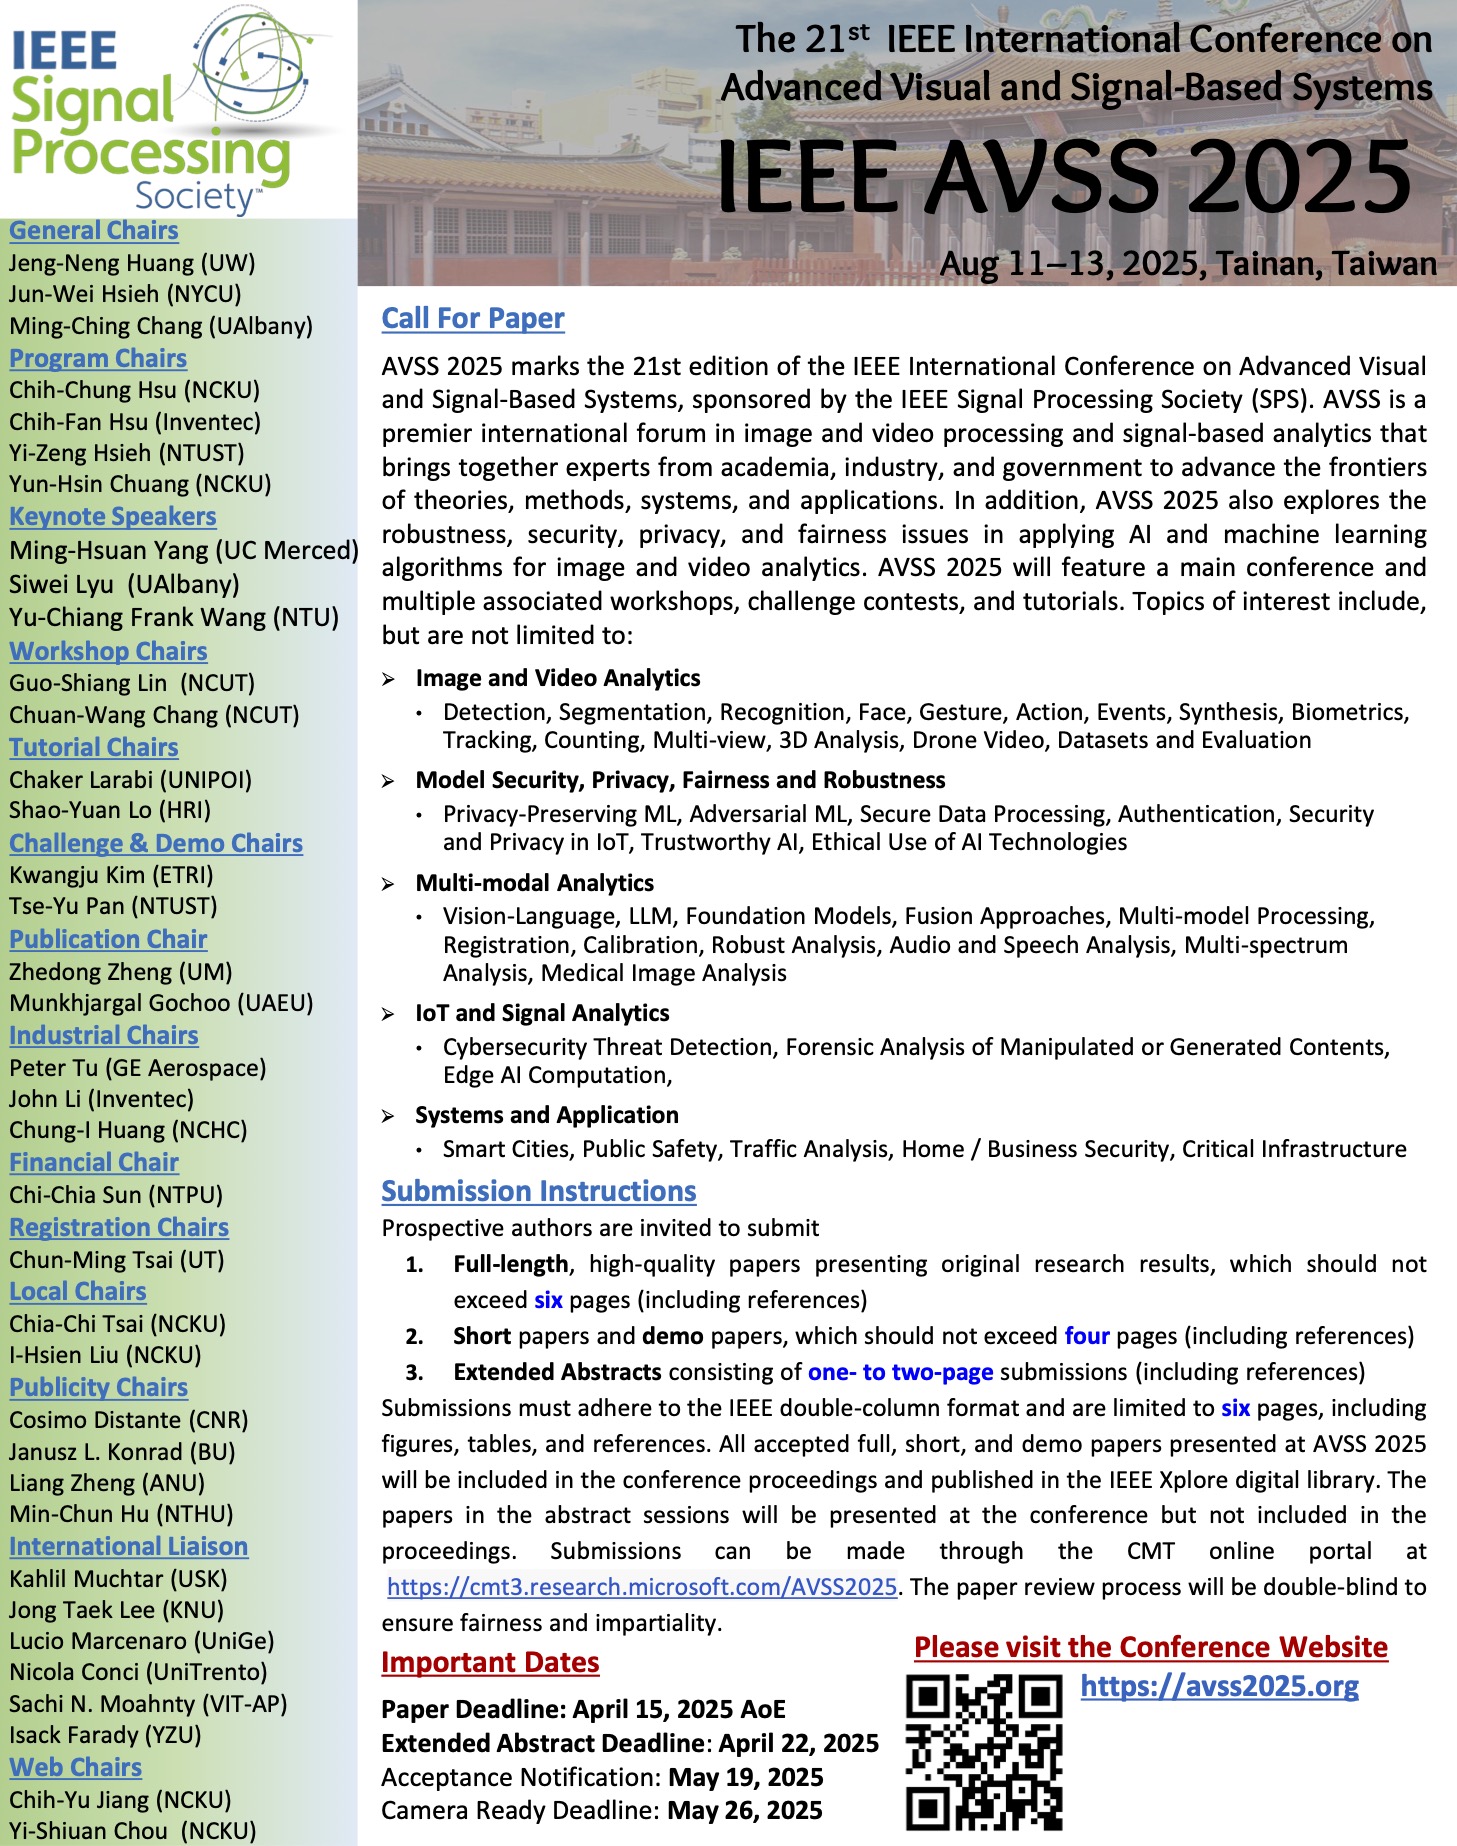 IEEE
Signal
Processing
Society™
The 21st IEEE International Conference on
Advanced Visual and Signal-Based Systems
IEEE AVSS 2025
Aug 11–13, 2025, Tainan, Taiwan
General Chairs
Jeng-Neng Huang (UW)
Jun-Wei Hsieh (NYCU)
Ming-Ching Chang (UAlbany)
Program Chairs
Chih-Chung Hsu (NCKU)
Chih-Fan Hsu (Inventec)
Yi-Zeng Hsieh (NTUST)
Yun-Hsin Chuang (NCKU)
Keynote Speakers
Ming-Hsuan Yang (UC Merced)
Siwei Lyu (UAlbany)
Yu-Chiang Frank Wang (NTU)
Workshop Chairs
Guo-Shiang Lin (NCUT)
Chuan-Wang Chang (NCUT)
Tutorial Chairs
Chaker Larabi (UNIPOI)
Shao-Yuan Lo (HRI)
Challenge & Demo Chairs
Kwangju Kim (ETRI)
Tse-Yu Pan (NTUST)
Publication Chair
Zhedong Zheng (UM)
Munkhjargal Gochoo (UAEU)
Industrial Chairs
Peter Tu (GE Aerospace)
John Li (Inventec)
Chung-I Huang (NCHC)
Financial Chair
Chi-Chia Sun (NTPU)
Registration Chairs
Chun-Ming Tsai (UT)
Local Chairs
Chia-Chi Tsai (NCKU)
I-Hsien Liu (NCKU)
Publicity Chairs
Cosimo Distante (CNR)
Janusz L. Konrad (BU)
Liang Zheng (ANU)
Min-Chun Hu (NTHU)
International Liaison
Kahlil Muchtar (USK)
Jong Taek Lee (KNU)
Lucio Marcenaro (UniGe)
Nicola Conci (UniTrento)
Sachi N. Moahnty (VIT-AP)
Isack Farady (YZU)
Web Chairs
Chih-Yu Jiang (NCKU)
Yi-Shiuan Chou (NCKU)
Call For Paper
AVSS 2025 marks the 21st edition of the IEEE International Conference on Advanced Visual
and Signal-Based Systems, sponsored by the IEEE Signal Processing Society (SPS). AVSS is a
premier international forum in image and video processing and signal-based analytics that
brings together experts from academia, industry, and government to advance the frontiers
of theories, methods, systems, and applications. In addition, AVSS 2025 also explores the
robustness, security, privacy, and fairness issues in applying AI and machine learning
algorithms for image and video analytics. AVSS 2025 will feature a main conference and
multiple associated workshops, challenge contests, and tutorials. Topics of interest include,
but are not limited to:
➢ Image and Video Analytics
• Detection, Segmentation, Recognition, Face, Gesture, Action, Events, Synthesis, Biometrics,
Tracking, Counting, Multi-view, 3D Analysis, Drone Video, Datasets and Evaluation
➢ Model Security, Privacy, Fairness and Robustness
• Privacy-Preserving ML, Adversarial ML, Secure Data Processing, Authentication, Security
and Privacy in IoT, Trustworthy AI, Ethical Use of AI Technologies
➢ Multi-modal Analytics
• Vision-Language, LLM, Foundation Models, Fusion Approaches, Multi-model Processing,
Registration, Calibration, Robust Analysis, Audio and Speech Analysis, Multi-spectrum
Analysis, Medical Image Analysis
➢ IoT and Signal Analytics
• Cybersecurity Threat Detection, Forensic Analysis of Manipulated or Generated Contents,
Edge AI Computation,
➢ Systems and Application
• Smart Cities, Public Safety, Traffic Analysis, Home / Business Security, Critical Infrastructure
Submission Instructions
Prospective authors are invited to submit
1. Full-length, high-quality papers presenting original research results, which should not
exceed six pages (including references)
2. Short papers and demo papers, which should not exceed four pages (including references)
3. Extended Abstracts consisting of one- to two-page submissions (including references)
Submissions must adhere to the IEEE double-column format and are limited to six pages, including
figures, tables, and references. All accepted full, short, and demo papers presented at AVSS 2025
will be included in the conference proceedings and published in the IEEE Xplore digital library. The
papers in the abstract sessions will be presented at the conference but not included in the
proceedings. Submissions can be made through the CMT online portal at
https://cmt3.research.microsoft.com/AVSS2025. The paper review process will be double-blind to
ensure fairness and impartiality.
Important Dates
Paper Deadline: April 15, 2025 AoE
Extended Abstract Deadline: April 22, 2025
Acceptance Notification: May 19, 2025
Camera Ready Deadline: May 26, 2025
Please visit the Conference Website
https://avss2025.org